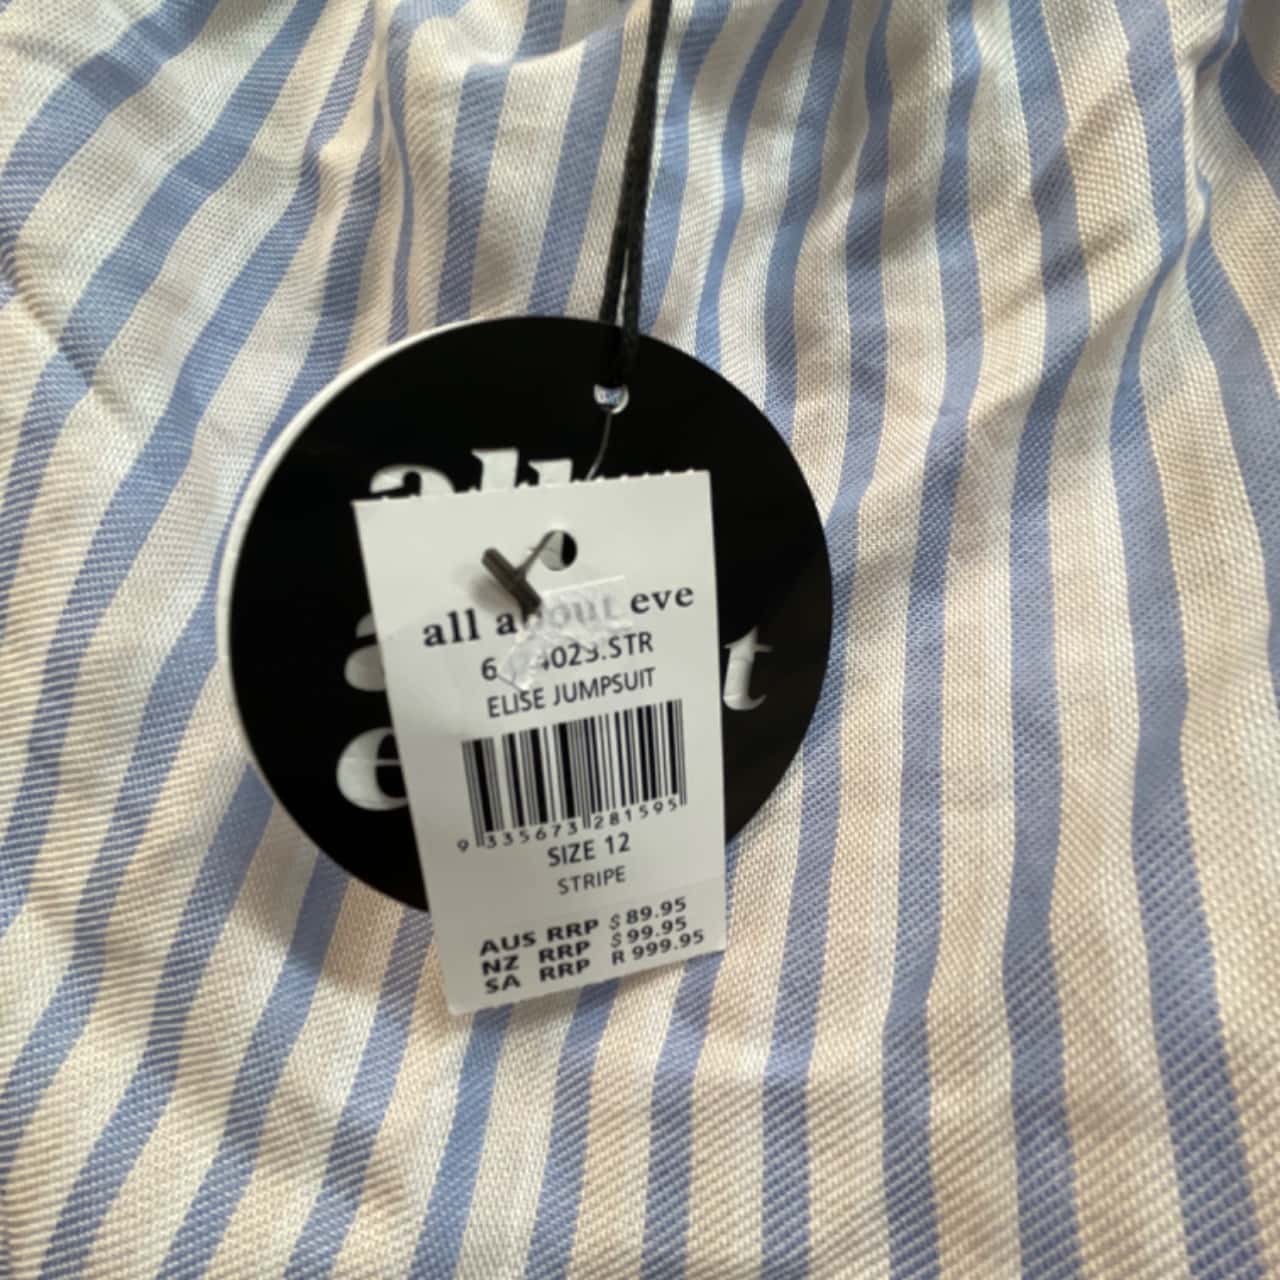 all
e
t
all about eve
ELISE JUMPSUIT
9 335673 281595
SIZE 12
STRIPE
AUS RRP $89.95
NZ RRP $99.95
SA RRP R 999.95